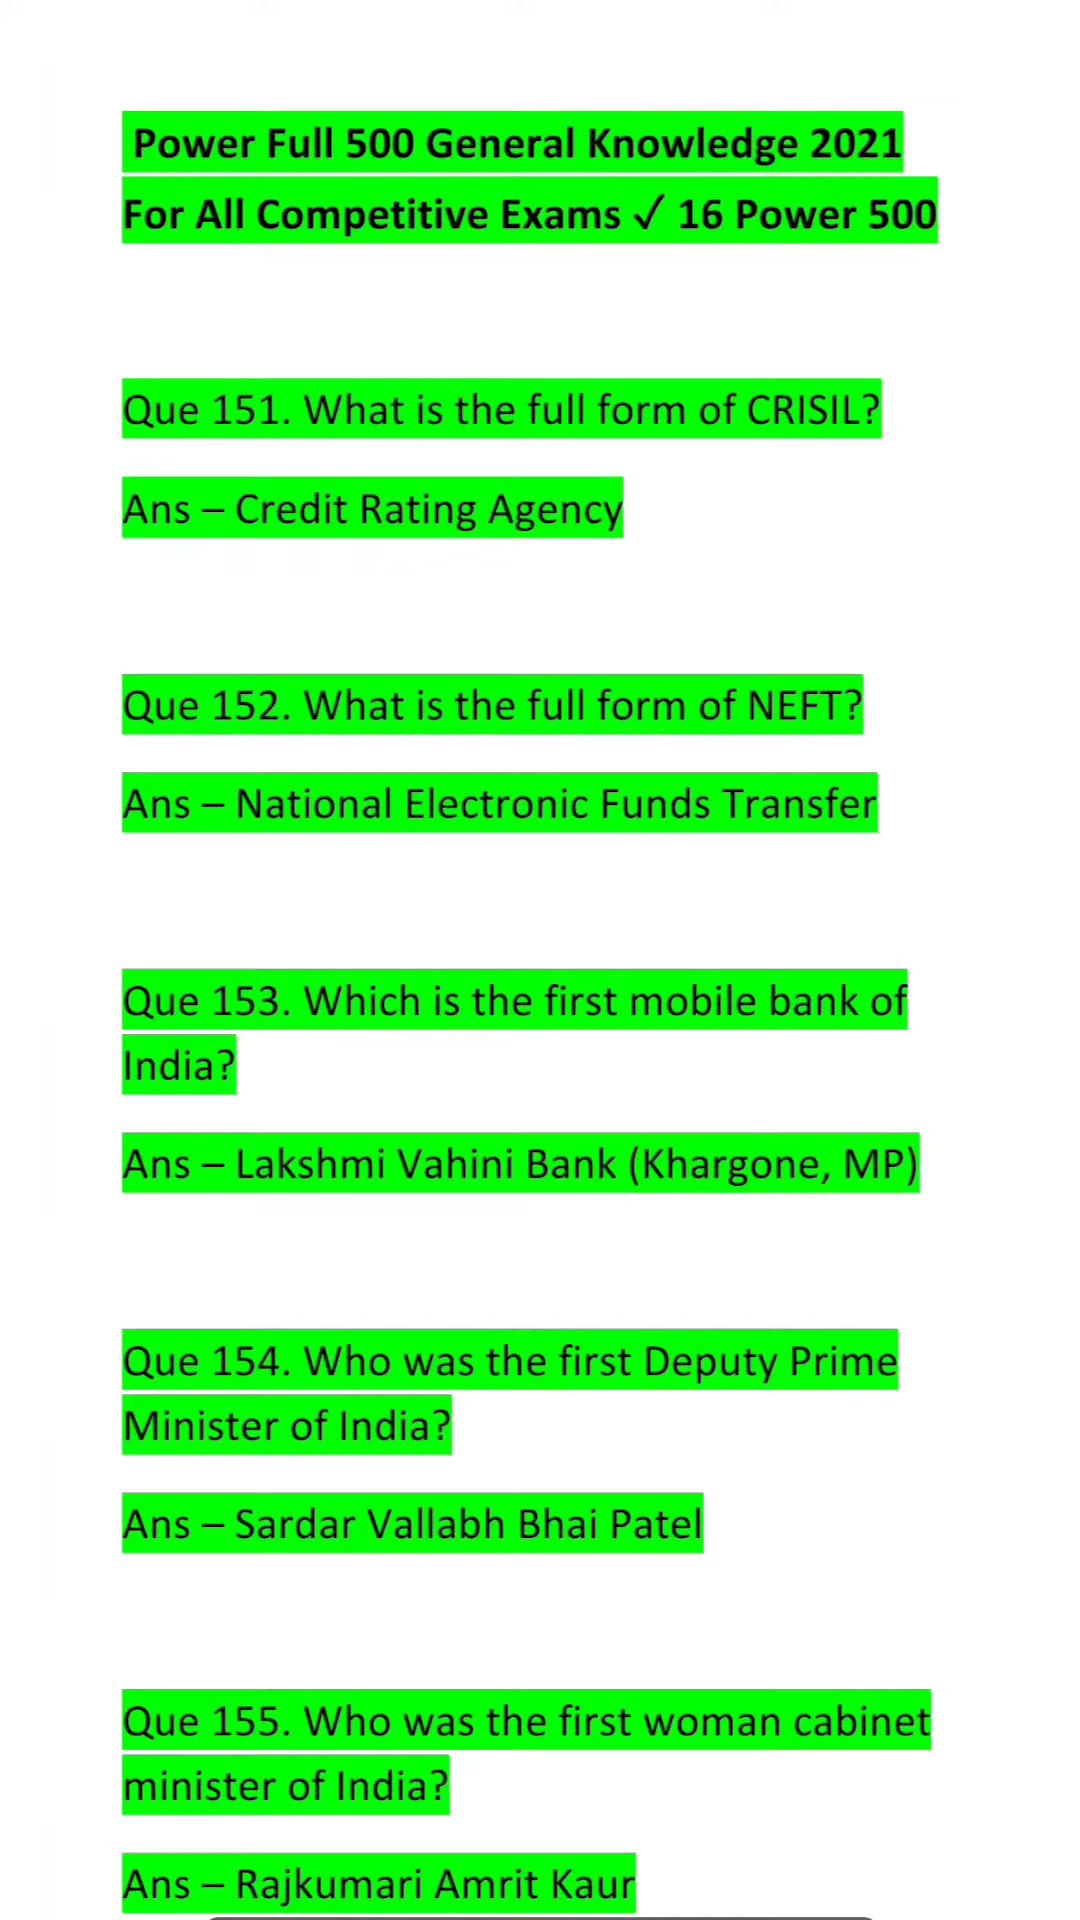 Power Full 500 General Knowledge 2021
For All Competitive Exams ✓ 16 Power 500
Que 151. What is the full form of CRISIL?
Ans – Credit Rating Agency
Que 152. What is the full form of NEFT?
Ans – National Electronic Funds Transfer
Que 153. Which is the first mobile bank of
India?
Ans – Lakshmi Vahini Bank (Khargone, MP)
Que 154. Who was the first Deputy Prime
Minister of India?
Ans – Sardar Vallabh Bhai Patel
Que 155. Who was the first woman cabinet
minister of India?
Ans – Rajkumari Amrit Kaur